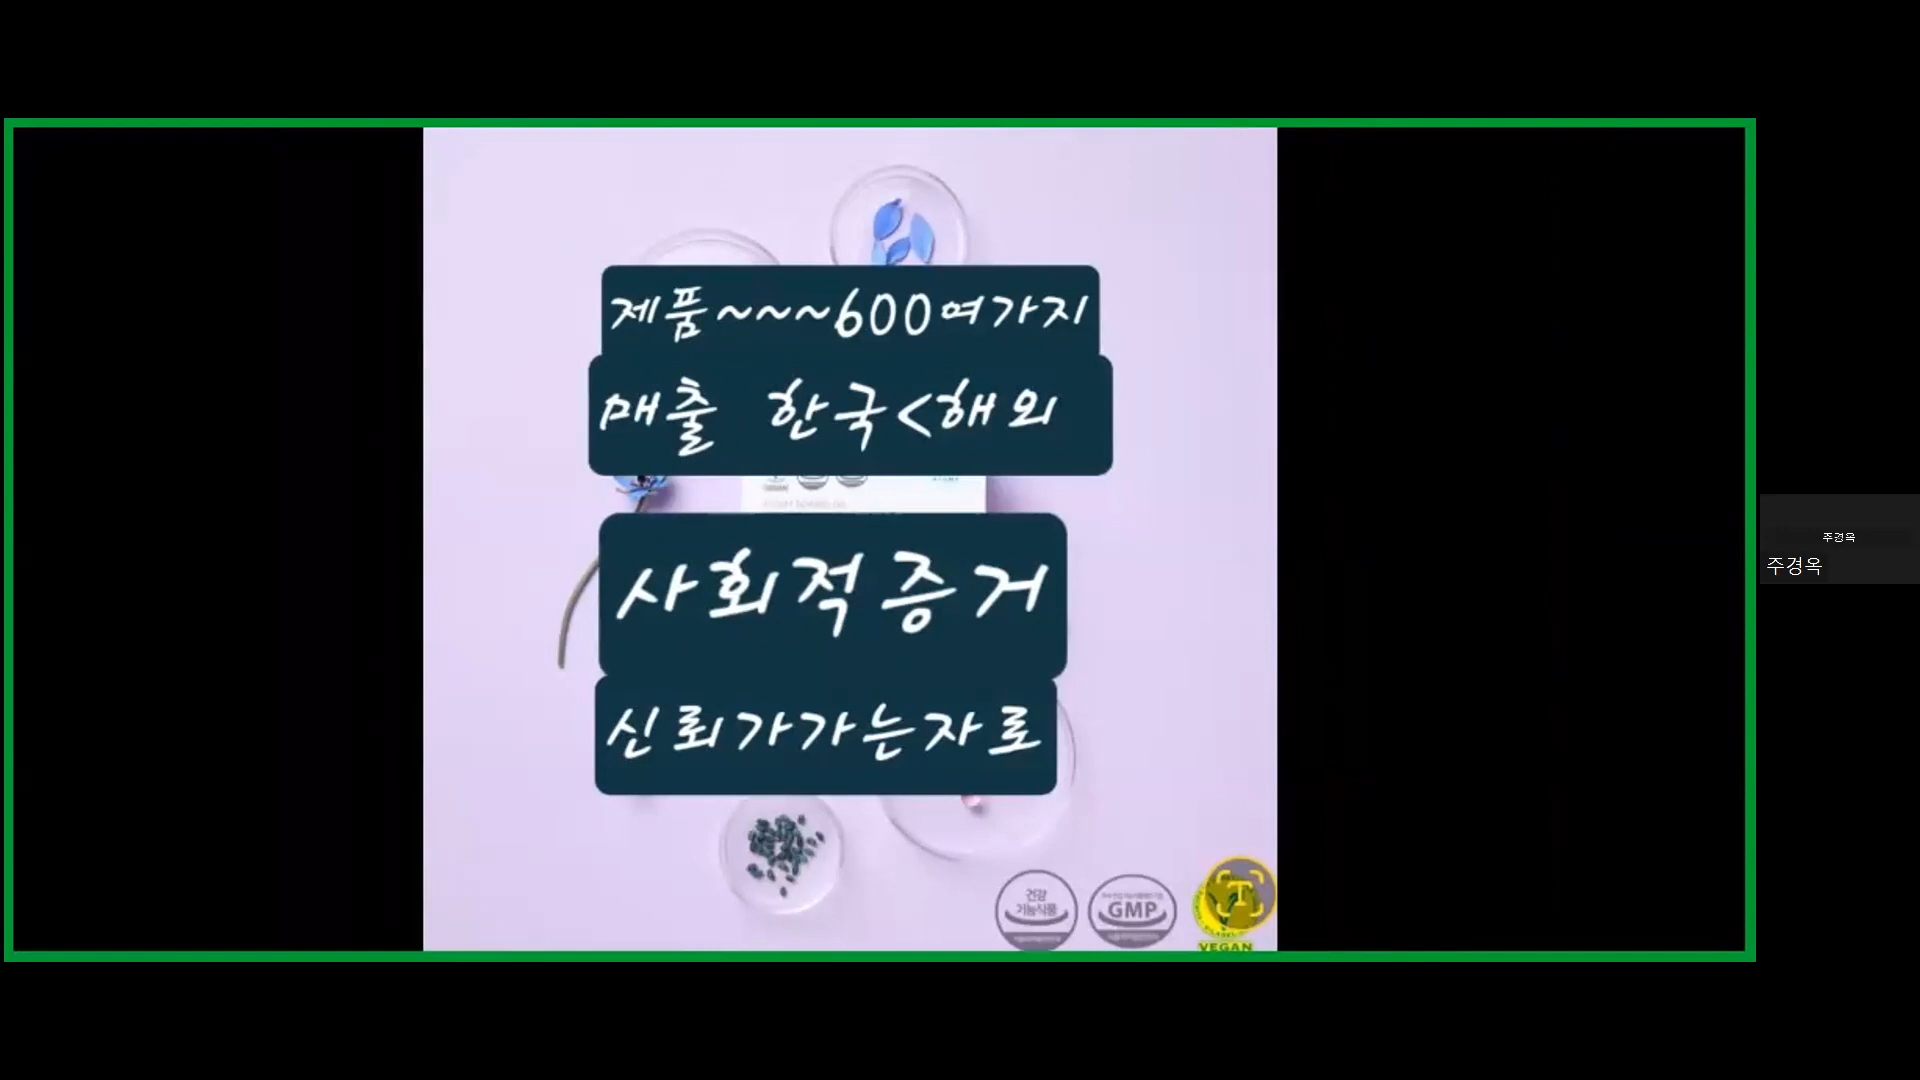 제품~~~600여가지
매출 한국<해외
사회적증거
신뢰가가는자료
건강
기능식품
GMP
VEGAN
주경옥
주경옥